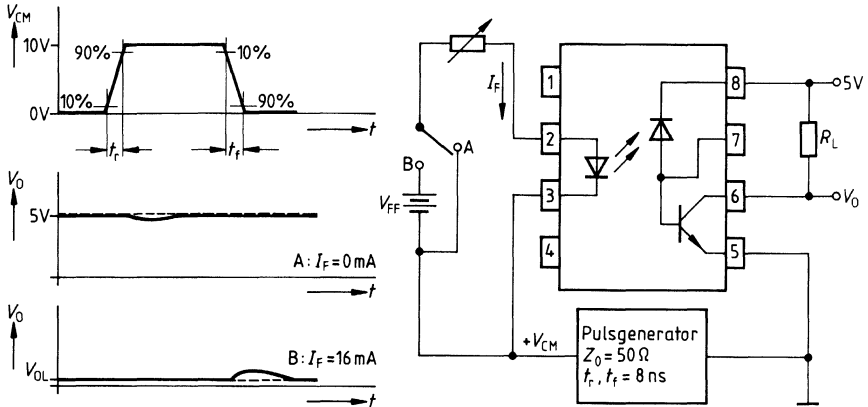 V_CM
10V
90%
10%
10%
90%
0V
t
t_r
t_f
V_O
5V
A: I_F = 0 mA
t
V_O
B: I_F = 16 mA
V_OL
t
I_F
A
B
V_FF
1
2
3
4
8
7
6
5
5V
R_L
V_O
+V_CM
Pulsgenerator
Z_0 = 50 Ω
t_r, t_f = 8 ns